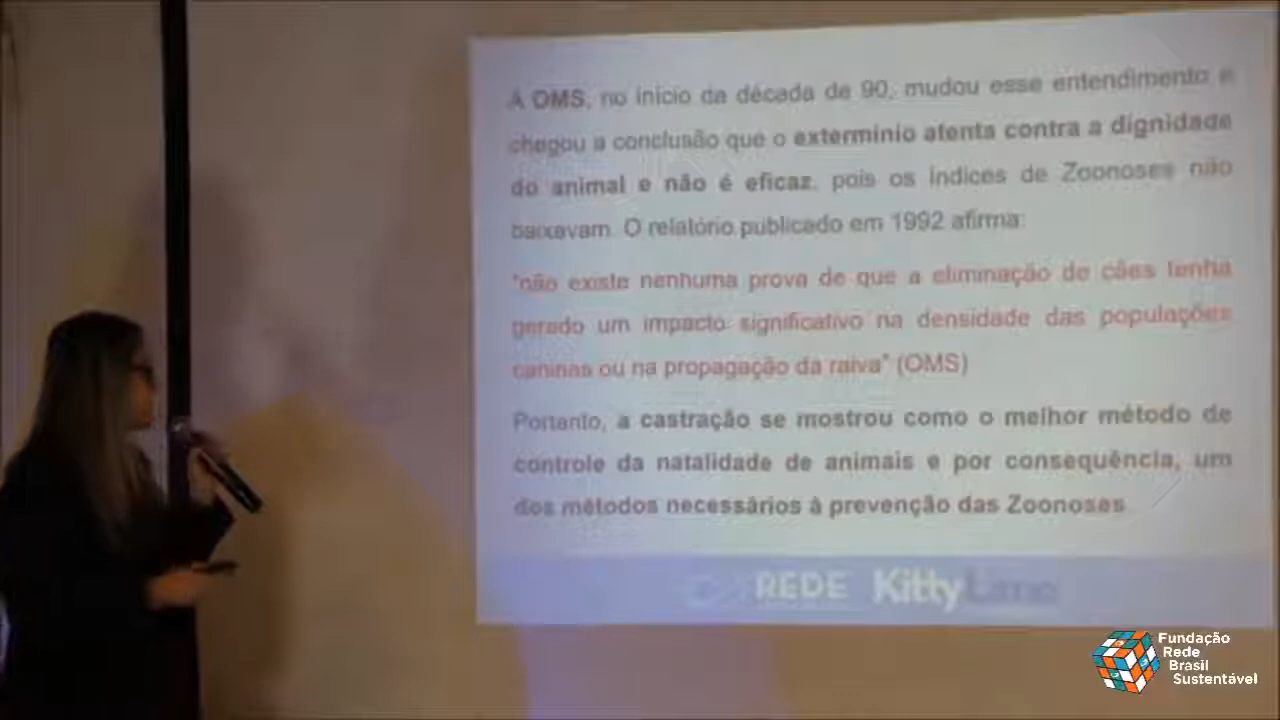 A OMS, no início da década de 90, mudou esse entendimento e
chegou a conclusão que o extermínio atenta contra a dignidade
do animal e não é eficaz, pois os índices de Zoonoses não
baixavam. O relatório publicado em 1992 afirma:
"não existe nenhuma prova de que a eliminação de cães tenha
gerado um impacto significativo na densidade das populações
caninas ou na propagação da raiva" (OMS)
Portanto, a castração se mostrou como o melhor método de
controle da natalidade de animais e por consequência, um
dos métodos necessários à prevenção das Zoonoses
REDE Kitty Lima
Fundação
Rede
Brasil
Sustentável